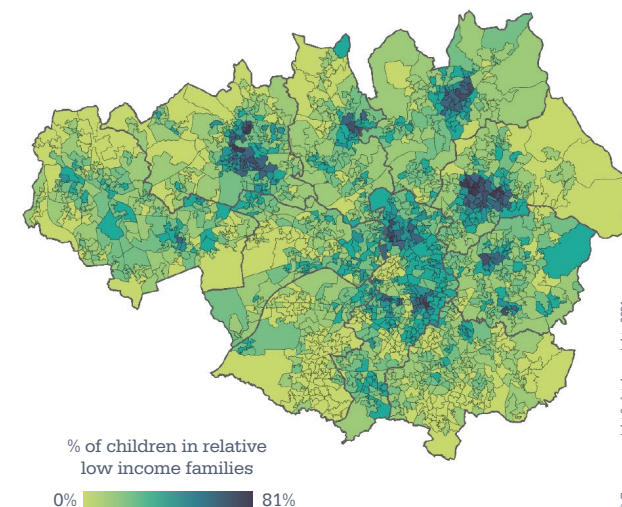 % of children in relative
low income families
0% 81%